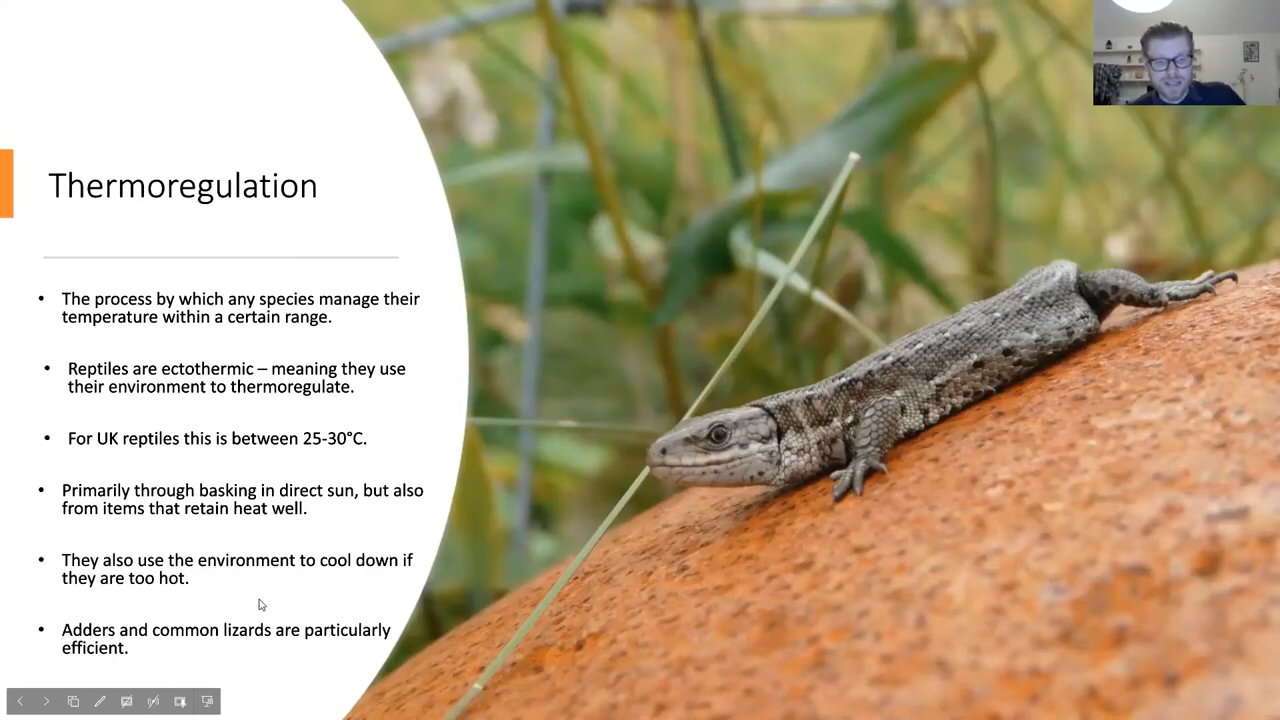 Thermoregulation
• The process by which any species manage their
temperature within a certain range.
• Reptiles are ectothermic – meaning they use
their environment to thermoregulate.
• For UK reptiles this is between 25-30°C.
• Primarily through basking in direct sun, but also
from items that retain heat well.
• They also use the environment to cool down if
they are too hot.
• Adders and common lizards are particularly
efficient.